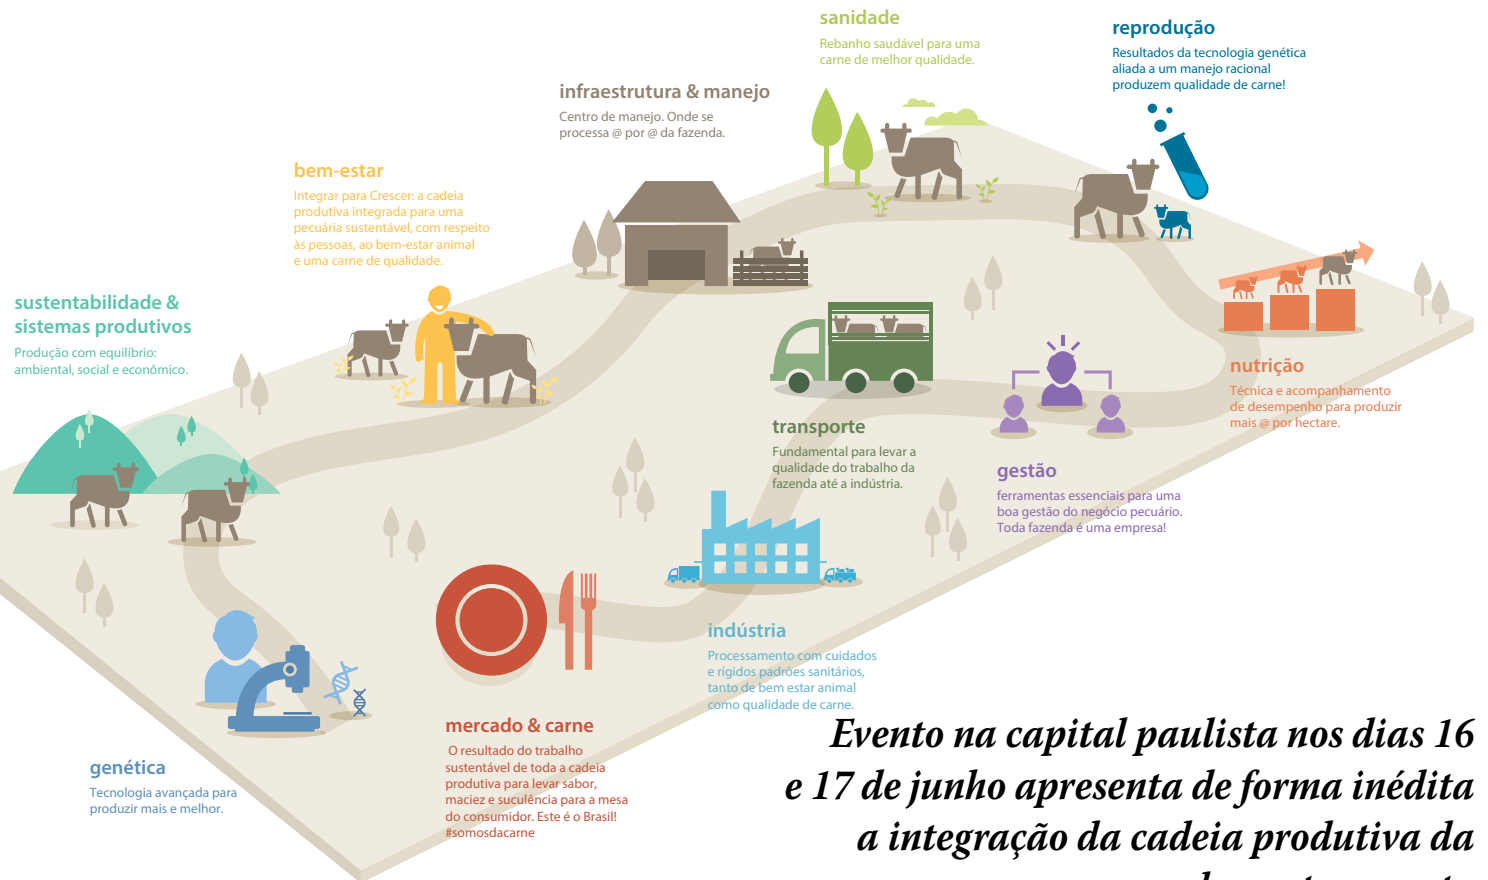 sanidade
Rebanho saudável para uma
carne de melhor qualidade.
reprodução
Resultados da tecnologia genética
aliada a um manejo racional
produzem qualidade de carne!
infraestrutura & manejo
Centro de manejo. Onde se
processa @ por @ da fazenda.
bem-estar
Integrar para Crescer: a cadeia
produtiva integrada para uma
pecuária sustentável, com respeito
às pessoas, ao bem-estar animal
e uma carne de qualidade.
sustentabilidade &
sistemas produtivos
Produção com equilíbrio:
ambiental, social e econômico.
nutrição
Técnica e acompanhamento
de desempenho para produzir
mais @ por hectare.
transporte
Fundamental para levar a
qualidade do trabalho da
fazenda até a indústria.
gestão
ferramentas essenciais para uma
boa gestão do negócio pecuário.
Toda fazenda é uma empresa!
indústria
Processamento com cuidados
e rígidos padrões sanitários,
tanto de bem estar animal
como qualidade de carne.
mercado & carne
O resultado do trabalho
sustentável de toda a cadeia
produtiva para levar sabor,
maciez e suculência para a mesa
do consumidor. Este é o Brasil!
#somosdacarne
genética
Tecnologia avançada para
produzir mais e melhor.
Evento na capital paulista nos dias 16
e 17 de junho apresenta de forma inédita
a integração da cadeia produtiva da